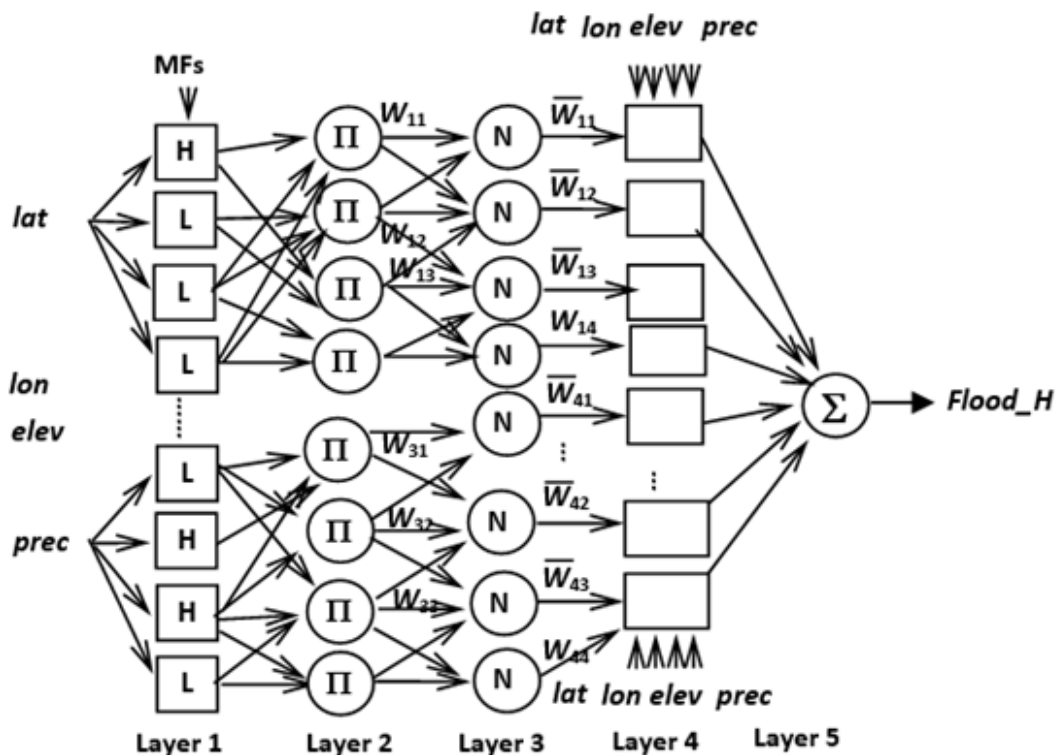 lat lon elev prec
MFs
H Π W11 N W̅11
lat L Π W12 N W̅12
L Π W13 N W̅13
L Π N W14
lon
elev
Π W31 N W̅41
L
prec H Π W32 N W̅42
H Π W33 N W̅43
L Π N W44
Σ Flood_H
lat lon elev prec
Layer 1 Layer 2 Layer 3 Layer 4 Layer 5